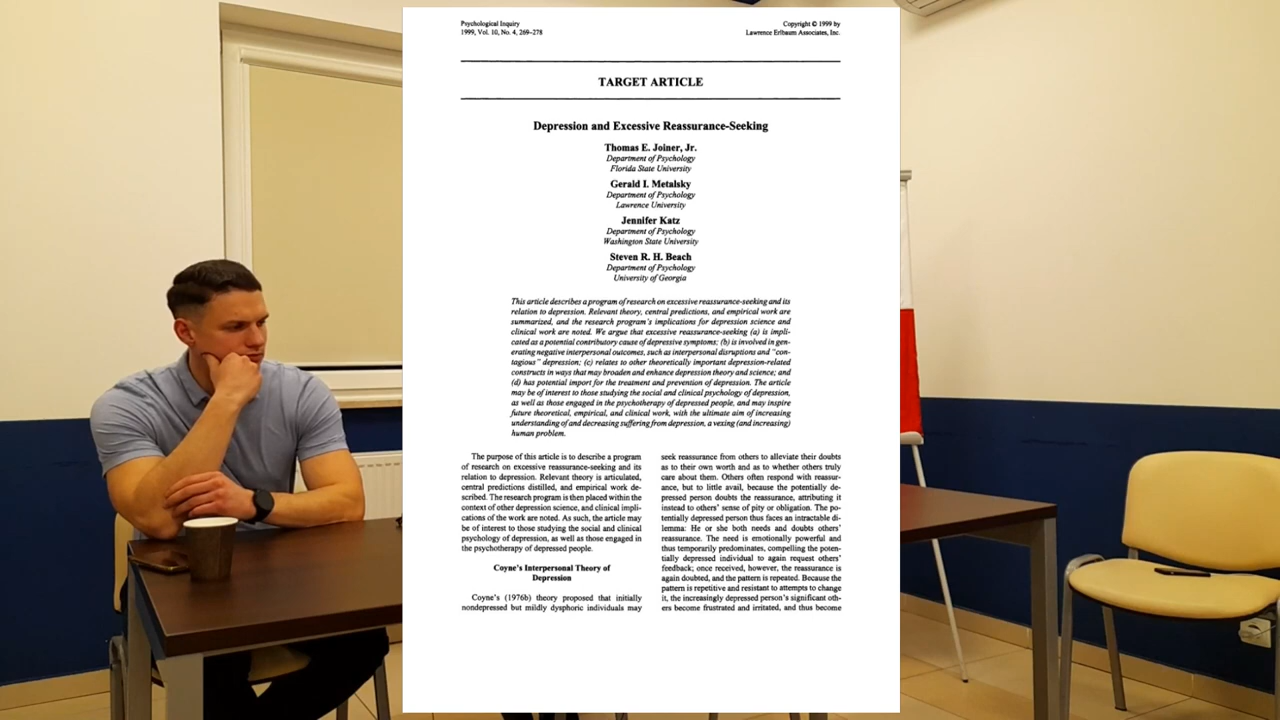 Psychological Inquiry
1999, Vol. 10, No. 4, 269–278
Copyright © 1999 by
Lawrence Erlbaum Associates, Inc.
TARGET ARTICLE
Depression and Excessive Reassurance-Seeking
Thomas E. Joiner, Jr.
Department of Psychology
Florida State University
Gerald I. Metalsky
Department of Psychology
Lawrence University
Jennifer Katz
Department of Psychology
Washington State University
Steven R. H. Beach
Department of Psychology
University of Georgia
This article describes a program of research on excessive reassurance-seeking and its
relation to depression. Relevant theory, central predictions, and empirical work are
summarized, and the research program's implications for depression science and
clinical work are noted. We argue that excessive reassurance-seeking (a) is impli-
cated as a potential contributory cause of depressive symptoms; (b) is involved in gen-
erating negative interpersonal outcomes, such as interpersonal disruptions and "con-
tagious" depression; (c) relates to other theoretically important depression-related
constructs in ways that may broaden and enhance depression theory and science; and
(d) has potential import for the treatment and prevention of depression. The article
may be of interest to those studying the social and clinical psychology of depression,
as well as those engaged in the psychotherapy of depressed people, and may inspire
future theoretical, empirical, and clinical work, with the ultimate aim of increasing
understanding of and decreasing suffering from depression, a vexing (and increasing)
human problem.
The purpose of this article is to describe a program
of research on excessive reassurance-seeking and its
relation to depression. Relevant theory is articulated,
central predictions distilled, and empirical work de-
scribed. The research program is then placed within the
context of other depression science, and clinical impli-
cations of the work are noted. As such, the article may
be of interest to those studying the social and clinical
psychology of depression, as well as those engaged in
the psychotherapy of depressed people.
Coyne's Interpersonal Theory of
Depression
Coyne's (1976b) theory proposed that initially
nondepressed but mildly dysphoric individuals may
seek reassurance from others to alleviate their doubts
as to their own worth and as to whether others truly
care about them. Others often respond with reassur-
ance, but to little avail, because the potentially de-
pressed person doubts the reassurance, attributing it
instead to others' sense of pity or obligation. The po-
tentially depressed person thus faces an intractable di-
lemma: He or she both needs and doubts others'
reassurance. The need is emotionally powerful and
thus temporarily predominates, compelling the poten-
tially depressed individual to again request others'
feedback; once received, however, the reassurance is
again doubted, and the pattern is repeated. Because the
pattern is repetitive and resistant to attempts to change
it, the increasingly depressed person's significant oth-
ers become frustrated and irritated, and thus become